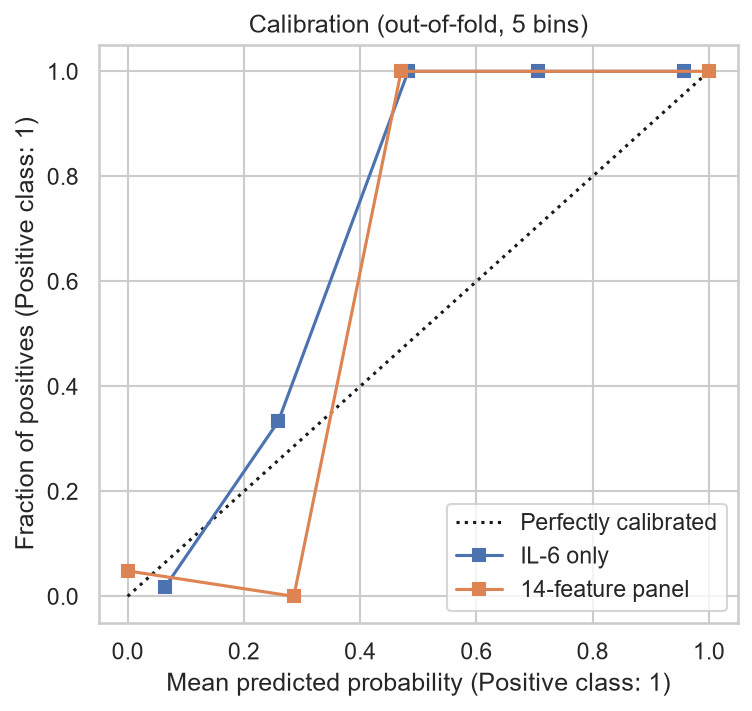 Calibration (out-of-fold, 5 bins)
Fraction of positives (Positive class: 1)
1.0
0.8
0.6
0.4
0.2
0.0
Perfectly calibrated
IL-6 only
14-feature panel
0.0 0.2 0.4 0.6 0.8 1.0
Mean predicted probability (Positive class: 1)